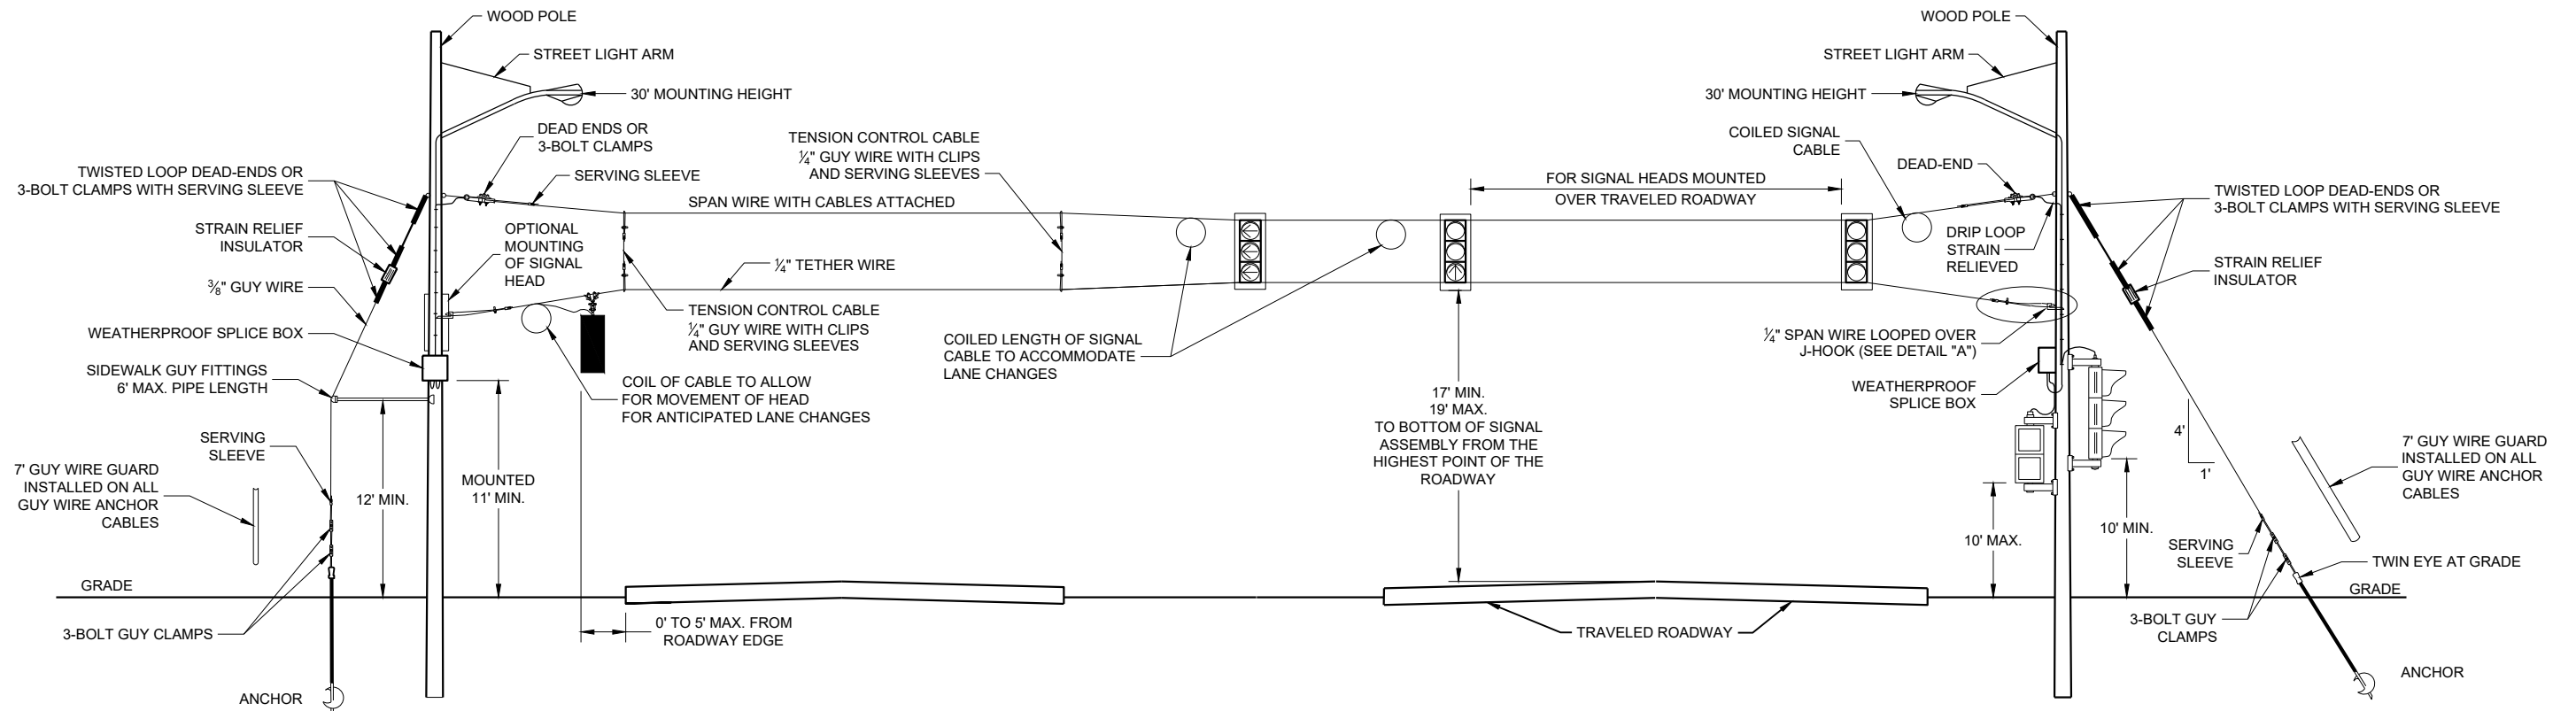 WOOD POLE
STREET LIGHT ARM
30' MOUNTING HEIGHT
DEAD ENDS OR
3-BOLT CLAMPS
TWISTED LOOP DEAD-ENDS OR
3-BOLT CLAMPS WITH SERVING SLEEVE
SERVING SLEEVE
SPAN WIRE WITH CABLES ATTACHED
TENSION CONTROL CABLE
¼" GUY WIRE WITH CLIPS
AND SERVING SLEEVES
STRAIN RELIEF
INSULATOR
OPTIONAL
MOUNTING
OF SIGNAL
HEAD
⅜" GUY WIRE
¼" TETHER WIRE
WEATHERPROOF SPLICE BOX
TENSION CONTROL CABLE
¼" GUY WIRE WITH CLIPS
AND SERVING SLEEVES
SIDEWALK GUY FITTINGS
6' MAX. PIPE LENGTH
COIL OF CABLE TO ALLOW
FOR MOVEMENT OF HEAD
FOR ANTICIPATED LANE CHANGES
COILED LENGTH OF SIGNAL
CABLE TO ACCOMMODATE
LANE CHANGES
SERVING
SLEEVE
7' GUY WIRE GUARD
INSTALLED ON ALL
GUY WIRE ANCHOR
CABLES
12' MIN.
MOUNTED
11' MIN.
GRADE
3-BOLT GUY CLAMPS
0' TO 5' MAX. FROM
ROADWAY EDGE
ANCHOR
WOOD POLE
STREET LIGHT ARM
30' MOUNTING HEIGHT
COILED SIGNAL
CABLE
DEAD-END
FOR SIGNAL HEADS MOUNTED
OVER TRAVELED ROADWAY
TWISTED LOOP DEAD-ENDS OR
3-BOLT CLAMPS WITH SERVING SLEEVE
DRIP LOOP
STRAIN
RELIEVED
STRAIN RELIEF
INSULATOR
¼" SPAN WIRE LOOPED OVER
J-HOOK (SEE DETAIL "A")
WEATHERPROOF
SPLICE BOX
17' MIN.
19' MAX.
TO BOTTOM OF SIGNAL
ASSEMBLY FROM THE
HIGHEST POINT OF THE
ROADWAY
4'
1'
7' GUY WIRE GUARD
INSTALLED ON ALL
GUY WIRE ANCHOR
CABLES
10' MAX.
10' MIN.
SERVING
SLEEVE
TWIN EYE AT GRADE
GRADE
3-BOLT GUY
CLAMPS
TRAVELED ROADWAY
ANCHOR